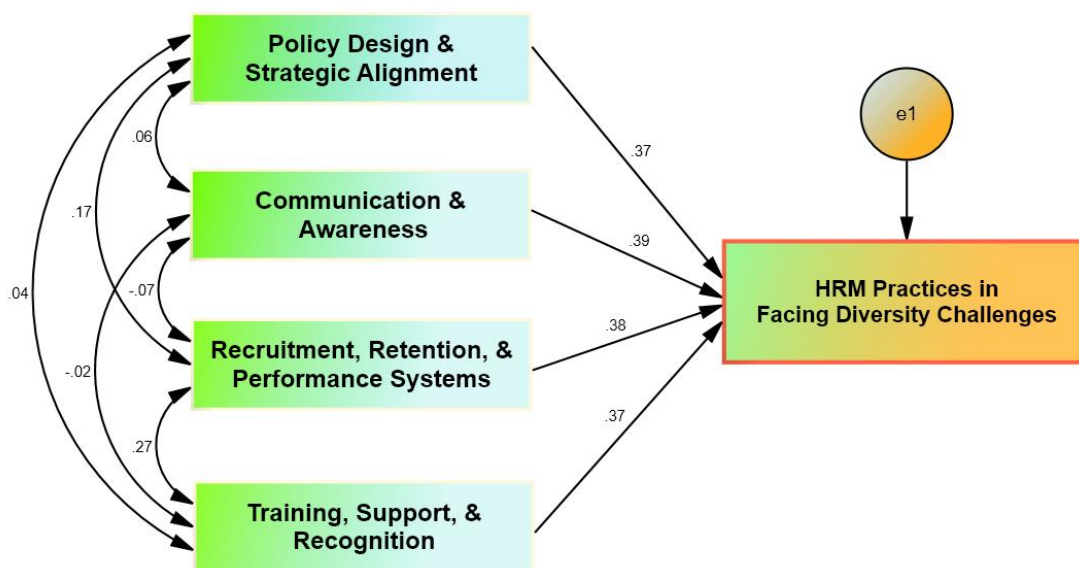 Policy Design &
Strategic Alignment
e1
.06
.37
Communication &
Awareness
.17
.39
HRM Practices in
Facing Diversity Challenges
.04
-.07
.38
Recruitment, Retention, &
Performance Systems
-.02
.37
.27
Training, Support, &
Recognition